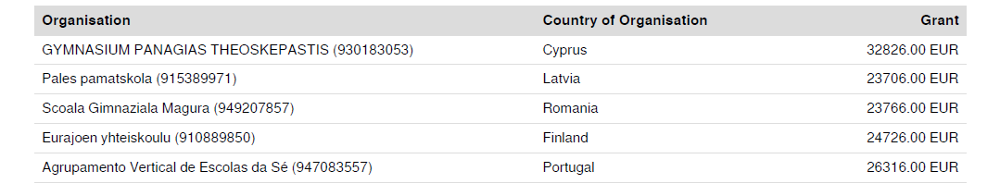 Organisation Country of Organisation Grant
GYMNASIUM PANAGIAS THEOSKEPASTIS (930183053) Cyprus 32826.00 EUR
Pales pamatskola (915389971) Latvia 23706.00 EUR
Scoala Gimnaziala Magura (949207857) Romania 23766.00 EUR
Eurajoen yhteiskoulu (910889850) Finland 24726.00 EUR
Agrupamento Vertical de Escolas da Sé (947083557) Portugal 26316.00 EUR